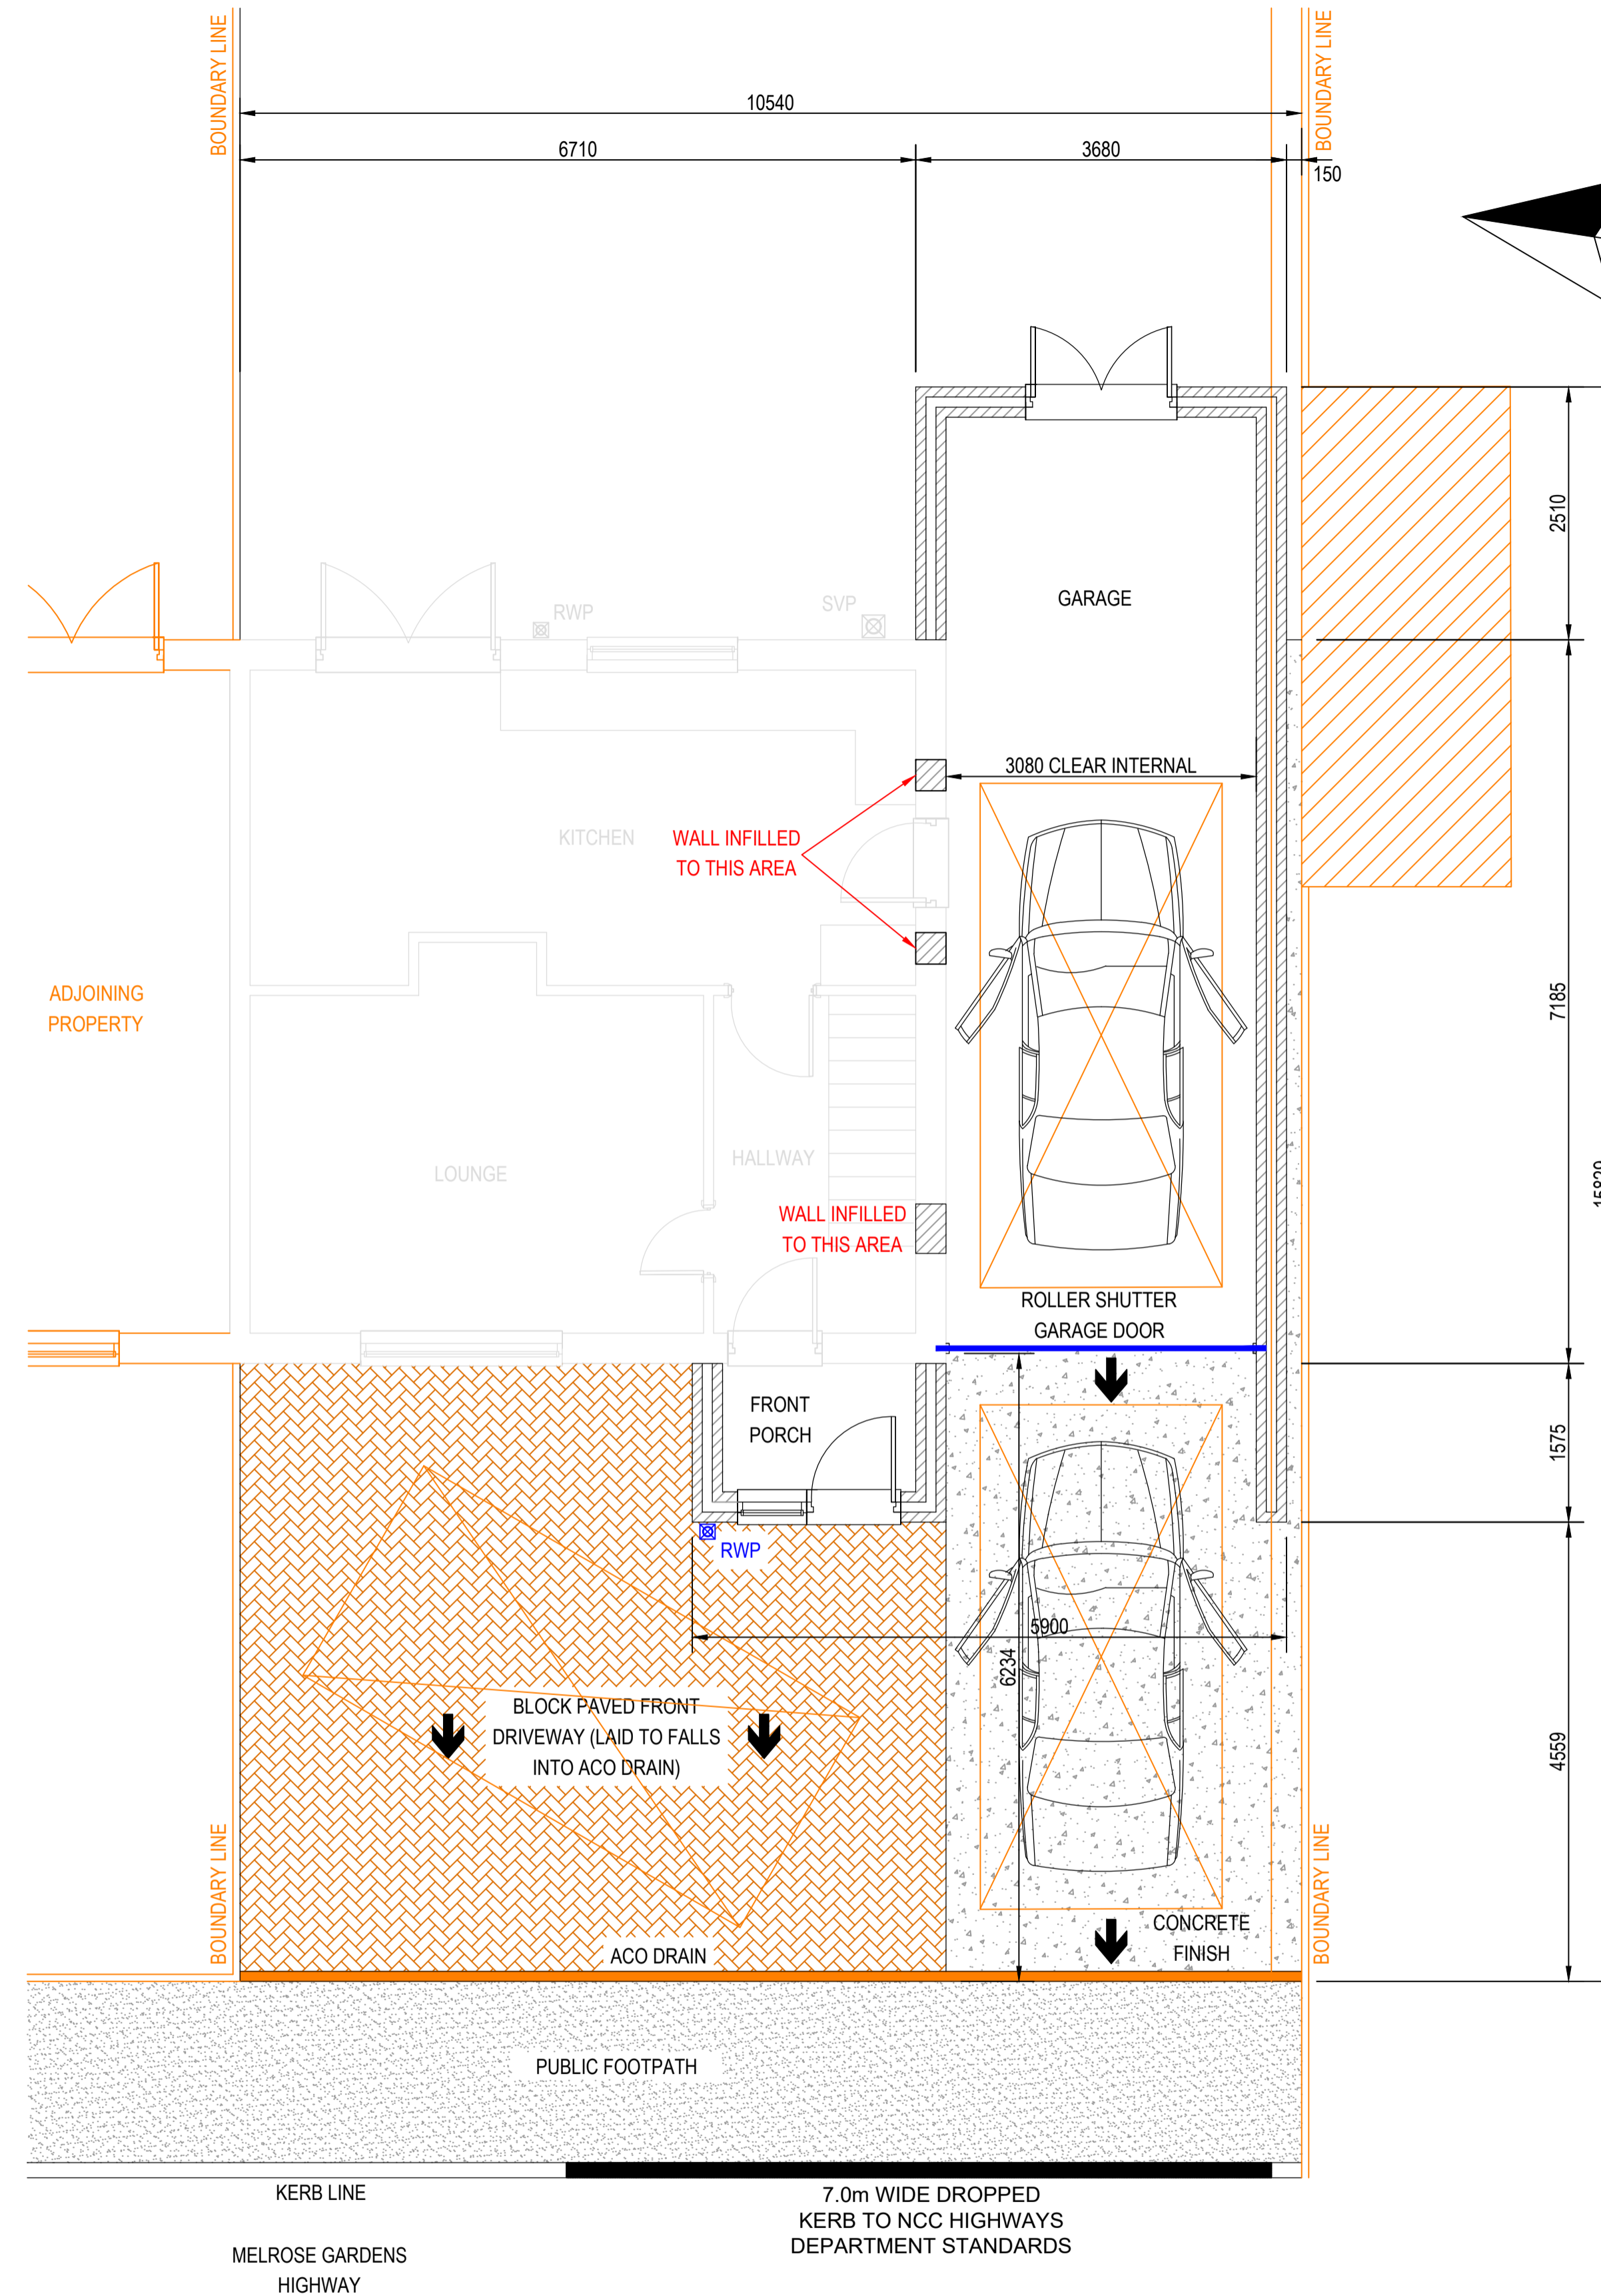 BOUNDARY LINE
BOUNDARY LINE
10540
6710
3680
150
2510
RWP
SVP
GARAGE
3080 CLEAR INTERNAL
KITCHEN
WALL INFILLED
TO THIS AREA
ADJOINING
PROPERTY
7185
LOUNGE
HALLWAY
15829
WALL INFILLED
TO THIS AREA
ROLLER SHUTTER
GARAGE DOOR
FRONT
PORCH
1575
RWP
5900
6234
BLOCK PAVED FRONT
DRIVEWAY (LAID TO FALLS
INTO ACO DRAIN)
4559
BOUNDARY LINE
BOUNDARY LINE
CONCRETE
FINISH
ACO DRAIN
PUBLIC FOOTPATH
KERB LINE
7.0m WIDE DROPPED
KERB TO NCC HIGHWAYS
DEPARTMENT STANDARDS
MELROSE GARDENS
HIGHWAY